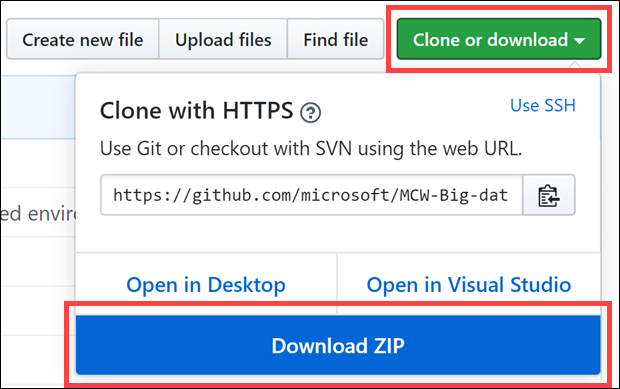 Create new file Upload files Find file Clone or download
Clone with HTTPS ?
Use SSH
Use Git or checkout with SVN using the web URL.
ed enviro
https://github.com/microsoft/MCW-Big-dat
Open in Desktop Open in Visual Studio
Download ZIP